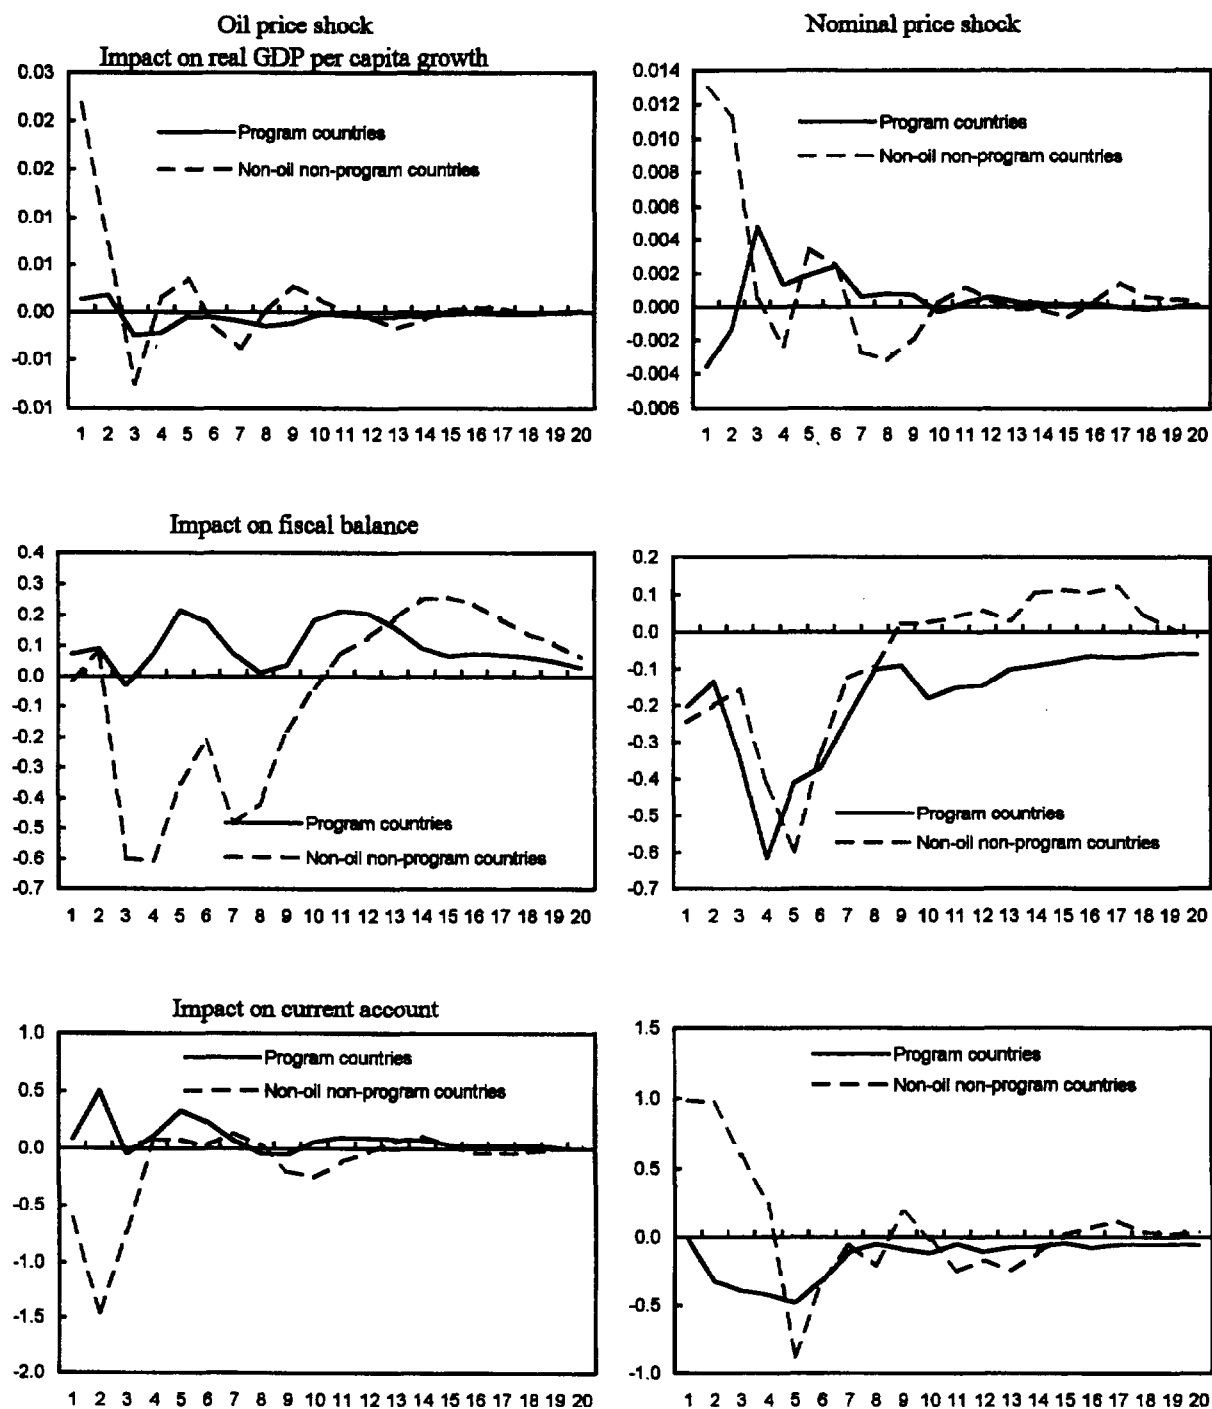 Oil price shock
Impact on real GDP per capita growth
0.03
0.02
0.02
0.01
0.01
0.00
-0.01
-0.01
Program countries
Non-oil non-program countries
1 2 3 4 5 6 7 8 9 10 11 12 13 14 15 16 17 18 19 20
Nominal price shock
0.014
0.012
0.010
0.008
0.006
0.004
0.002
0.000
-0.002
-0.004
-0.006
Program countries
Non-oil non-program countries
1 2 3 4 5 6 7 8 9 10 11 12 13 14 15 16 17 18 19 20
Impact on fiscal balance
0.4
0.3
0.2
0.1
0.0
-0.1
-0.2
-0.3
-0.4
-0.5
-0.6
-0.7
Program countries
Non-oil non-program countries
1 2 3 4 5 6 7 8 9 10 11 12 13 14 15 16 17 18 19 20
0.2
0.1
0.0
-0.1
-0.2
-0.3
-0.4
-0.5
-0.6
-0.7
Program countries
Non-oil non-program countries
1 2 3 4 5 6 7 8 9 10 11 12 13 14 15 16 17 18 19 20
Impact on current account
1.0
0.5
0.0
-0.5
-1.0
-1.5
-2.0
Program countries
Non-oil non-program countries
1 2 3 4 5 6 7 8 9 10 11 12 13 14 15 16 17 18 19 20
1.5
1.0
0.5
0.0
-0.5
-1.0
Program countries
Non-oil non-program countries
1 2 3 4 5 6 7 8 9 10 11 12 13 14 15 16 17 18 19 20